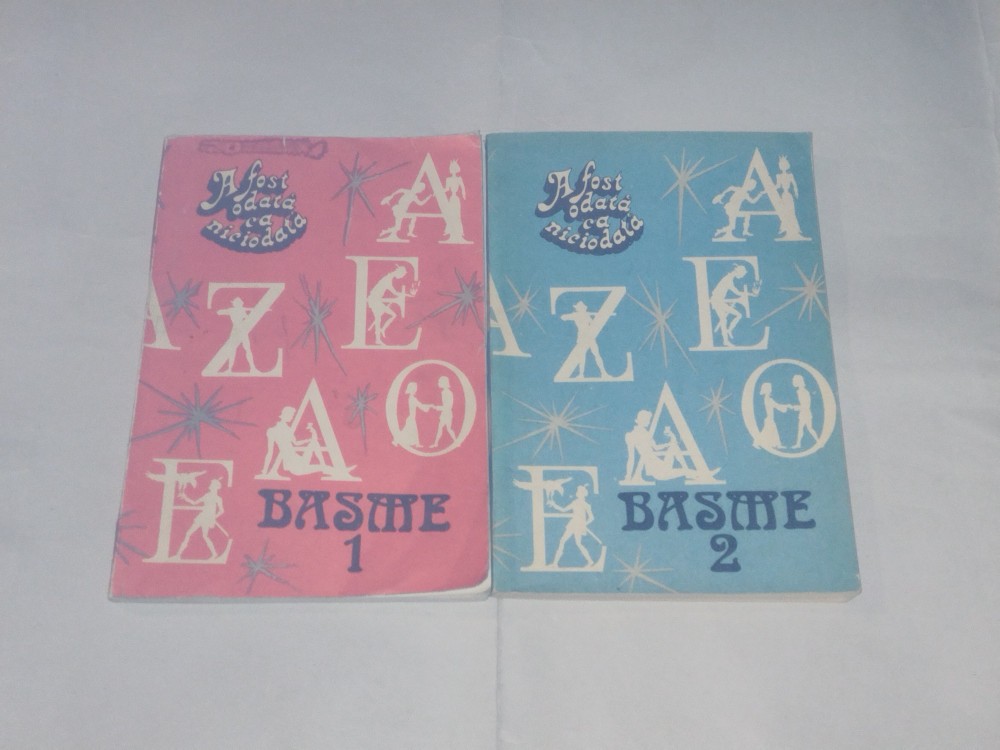 A fost
odată
ca
niciodată
A
E
A Z
O
A
E
BASME
1
A fost
odată
ca
niciodată
A
E
A Z
O
A
E
BASME
2